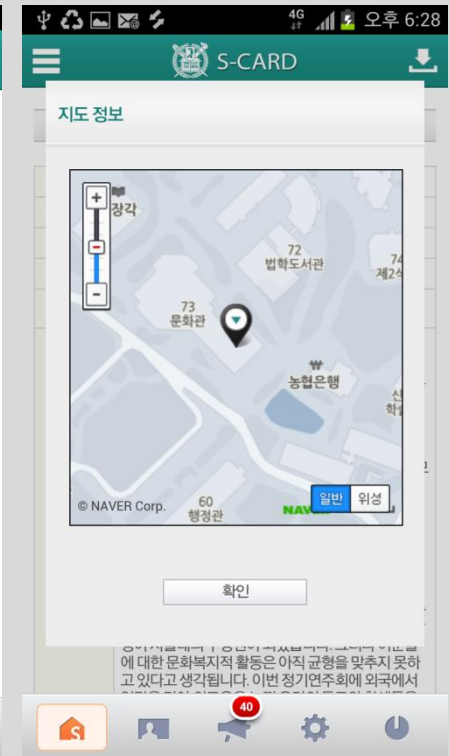 4G 오후 6:28
S-CARD
지도 정보
장각
72
법학도서관
74
73
문화관
농협은행
60
행정관
© NAVER Corp.
일반 위성
확인
에 대한 문화복지적 활동은 아직 균형을 맞추지 못하
고 있다고 생각됩니다. 이번 정기연주회에 외국에서
40
S